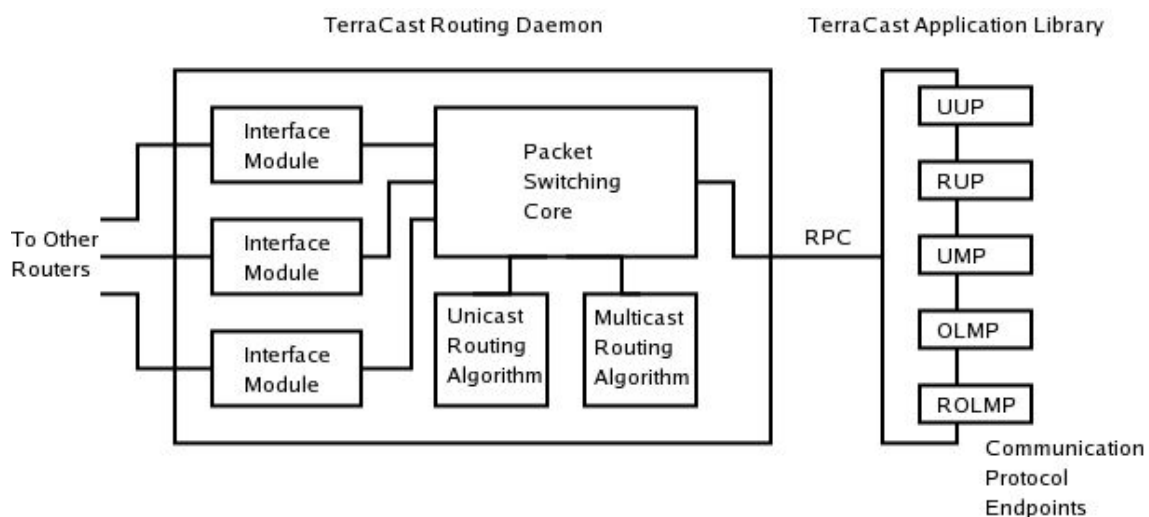 TerraCast Routing Daemon
TerraCast Application Library
Interface
Module
Packet
Switching
Core
To Other
Routers
Interface
Module
Interface
Module
Unicast
Routing
Algorithm
Multicast
Routing
Algorithm
RPC
UUP
RUP
UMP
OLMP
ROLMP
Communication
Protocol
Endpoints